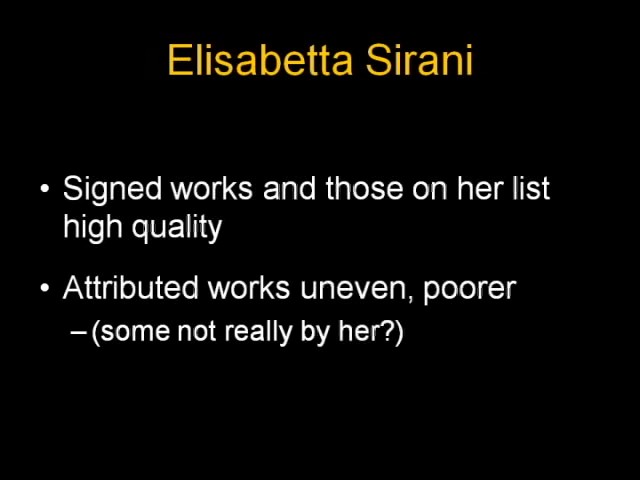 Elisabetta Sirani
• Signed works and those on her list
high quality
• Attributed works uneven, poorer
– (some not really by her?)